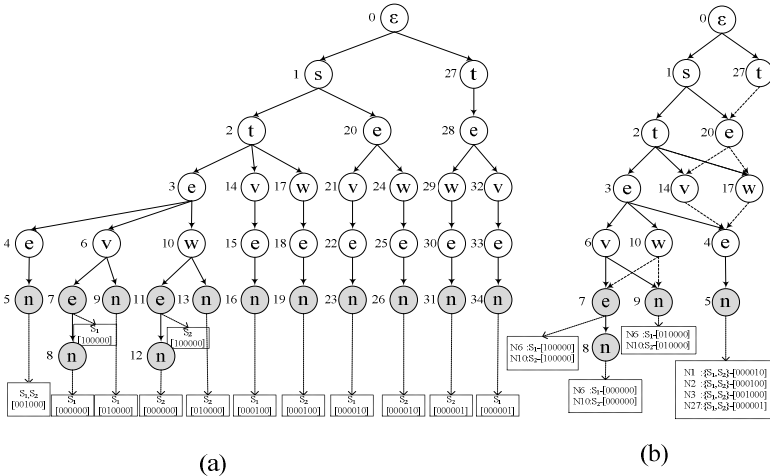 0 ε
1 s 27 t
2 t 20 e 28 e
3 e 14 v 17 w 21 v 24 w 29 w 32 v
4 e 6 v 10 w 15 e 18 e 22 e 25 e 30 e 33 e
5 n 7 e 9 n 11 e 13 n 16 n 19 n 23 n 26 n 31 n 34 n
S₁
[100000]
S₂
[100000]
8 n 12 n
S₁,S₂
[001000]
S₁
[000000]
S₁
[010000]
S₂
[000000]
S₂
[010000]
S₁
[000100]
S₂
[000100]
S₁
[000010]
S₂
[000010]
S₂
[000001]
S₁
[000001]
(a)
0 ε
1 s 27 t
2 t 20 e
3 e 14 v 17 w
6 v 10 w 4 e
7 e 9 n 5 n
N6 :S₁-[100000]
N10:S₂-[100000]
N6 :S₁-[010000]
N10:S₂-[010000]
8 n
N6 :S₁-[000000]
N10:S₂-[000000]
N1 :{S₁,S₂}-[000010]
N2 :{S₁,S₂}-[000100]
N3 :{S₁,S₂}-[001000]
N27:{S₁,S₂}-[000001]
(b)